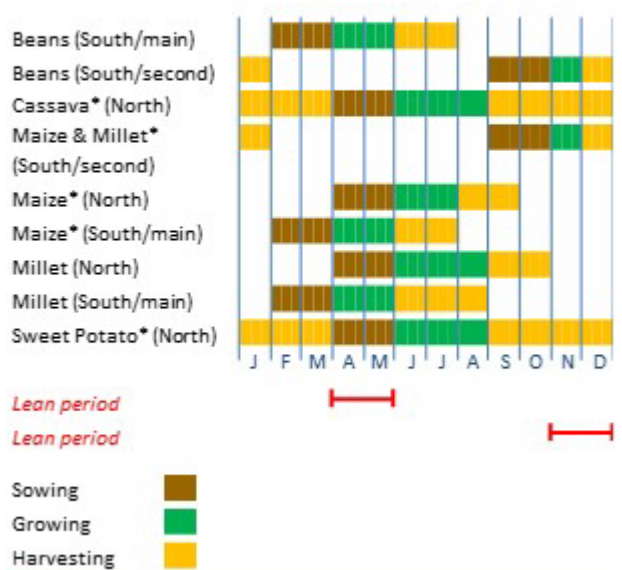 Beans (South/main)
Beans (South/second)
Cassava* (North)
Maize & Millet*
(South/second)
Maize* (North)
Maize* (South/main)
Millet (North)
Millet (South/main)
Sweet Potato* (North)
J F M A M J J A S O N D
Lean period
Lean period
Sowing
Growing
Harvesting